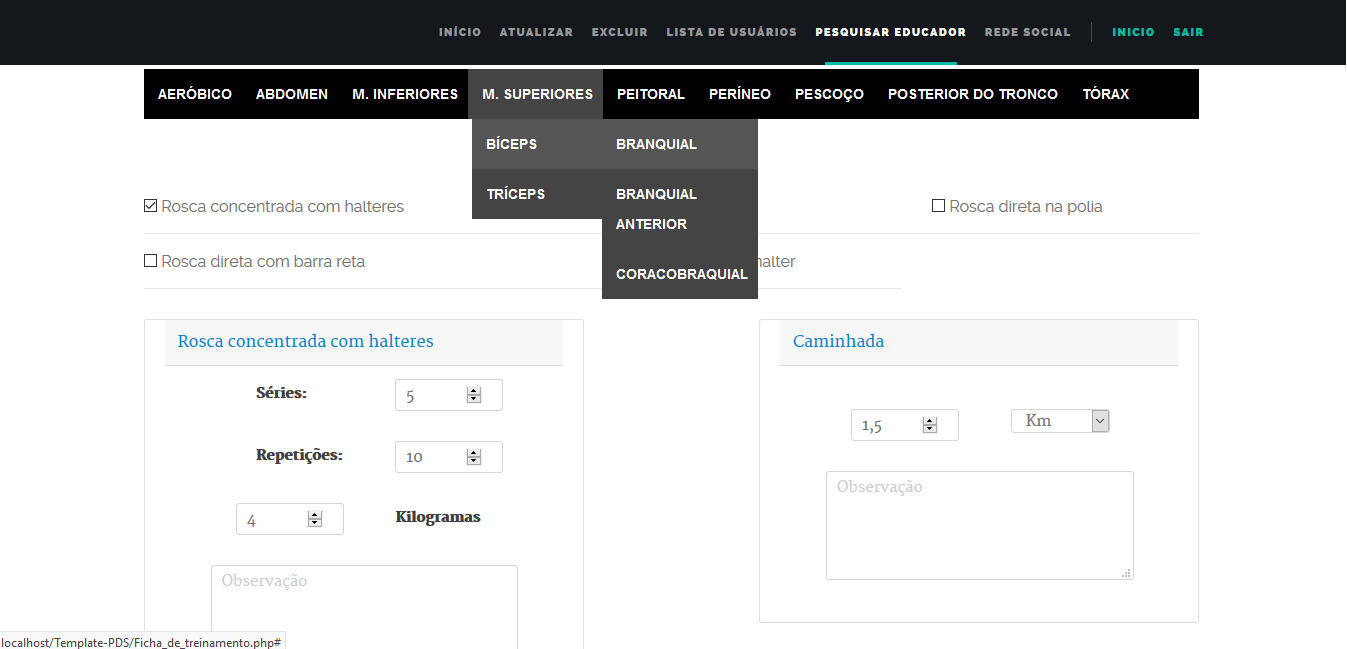 INÍCIO ATUALIZAR EXCLUIR LISTA DE USUÁRIOS PESQUISAR EDUCADOR REDE SOCIAL INICIO SAIR
AERÓBICO ABDOMEN M. INFERIORES M. SUPERIORES PEITORAL PERÍNEO PESCOÇO POSTERIOR DO TRONCO TÓRAX
BÍCEPS BRANQUIAL
TRÍCEPS BRANQUIAL
ANTERIOR
CORACOBRAQUIAL
Rosca concentrada com halteres Rosca direta na polia
Rosca direta com barra reta halter
Rosca concentrada com halteres
Séries: 5
Repetições: 10
4 Kilogramas
Observação
Caminhada
1,5 Km
Observação
localhost/Template-PDS/Ficha_de_treinamento.php#